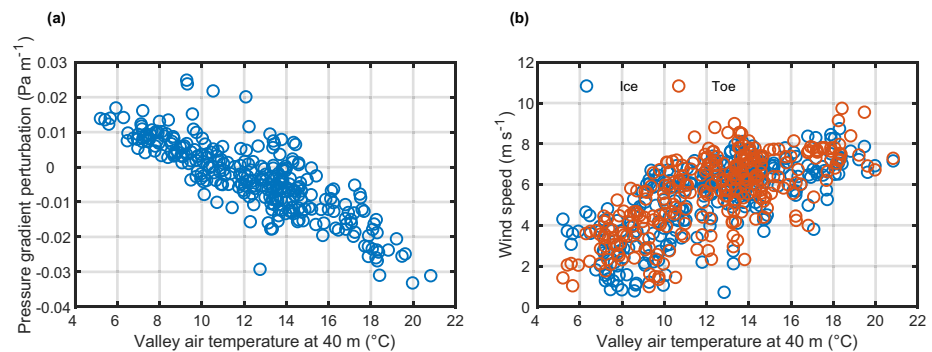 (a)
Pressure gradient perturbation (Pa m-1)
0.03
0.02
0.01
0
-0.01
-0.02
-0.03
-0.04
4 6 8 10 12 14 16 18 20 22
Valley air temperature at 40 m (°C)
(b)
Wind speed (m s-1)
12
10
8
6
4
2
0
Ice Toe
4 6 8 10 12 14 16 18 20 22
Valley air temperature at 40 m (°C)